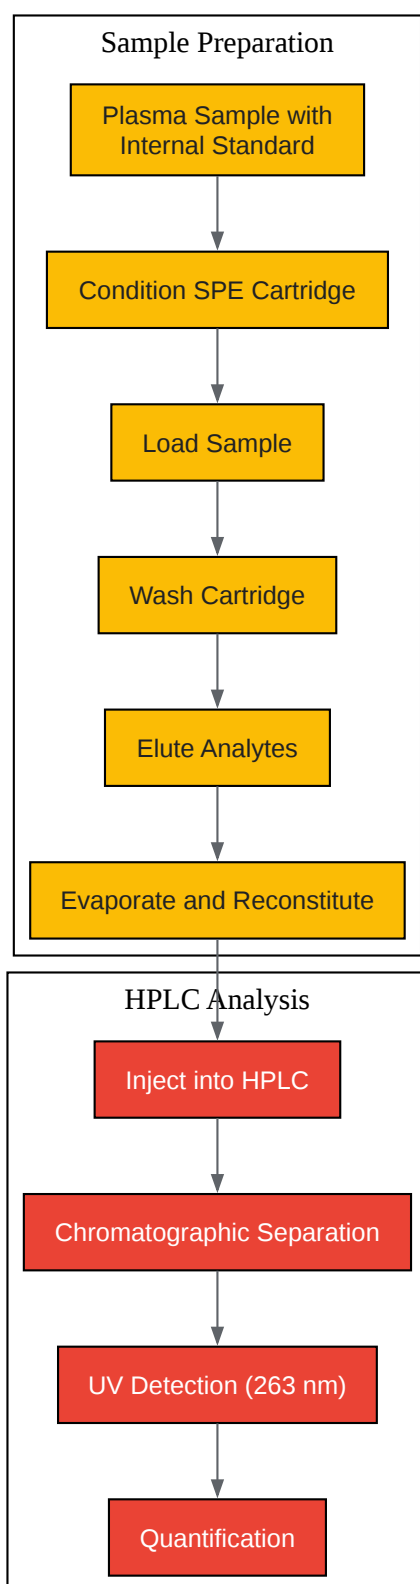 Sample Preparation
Plasma Sample with
Internal Standard
Condition SPE Cartridge
Load Sample
Wash Cartridge
Elute Analytes
Evaporate and Reconstitute
HPLC Analysis
Inject into HPLC
Chromatographic Separation
UV Detection (263 nm)
Quantification